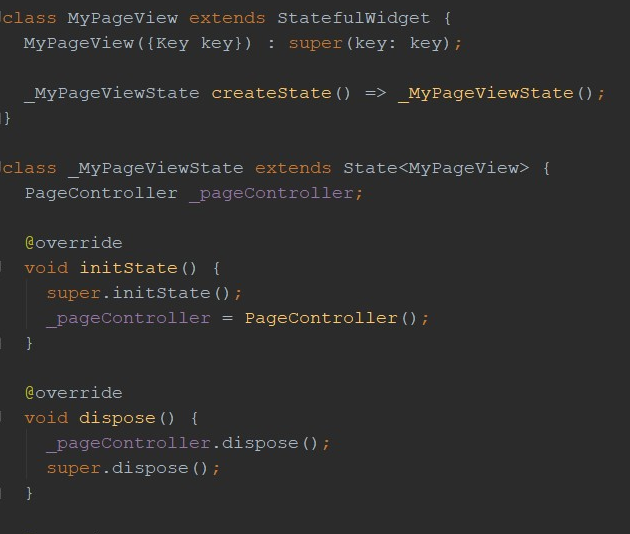 class MyPageView extends StatefulWidget {
  MyPageView({Key key}) : super(key: key);

  _MyPageViewState createState() => _MyPageViewState();
}

class _MyPageViewState extends State<MyPageView> {
  PageController _pageController;

  @override
  void initState() {
    super.initState();
    _pageController = PageController();
  }

  @override
  void dispose() {
    _pageController.dispose();
    super.dispose();
  }